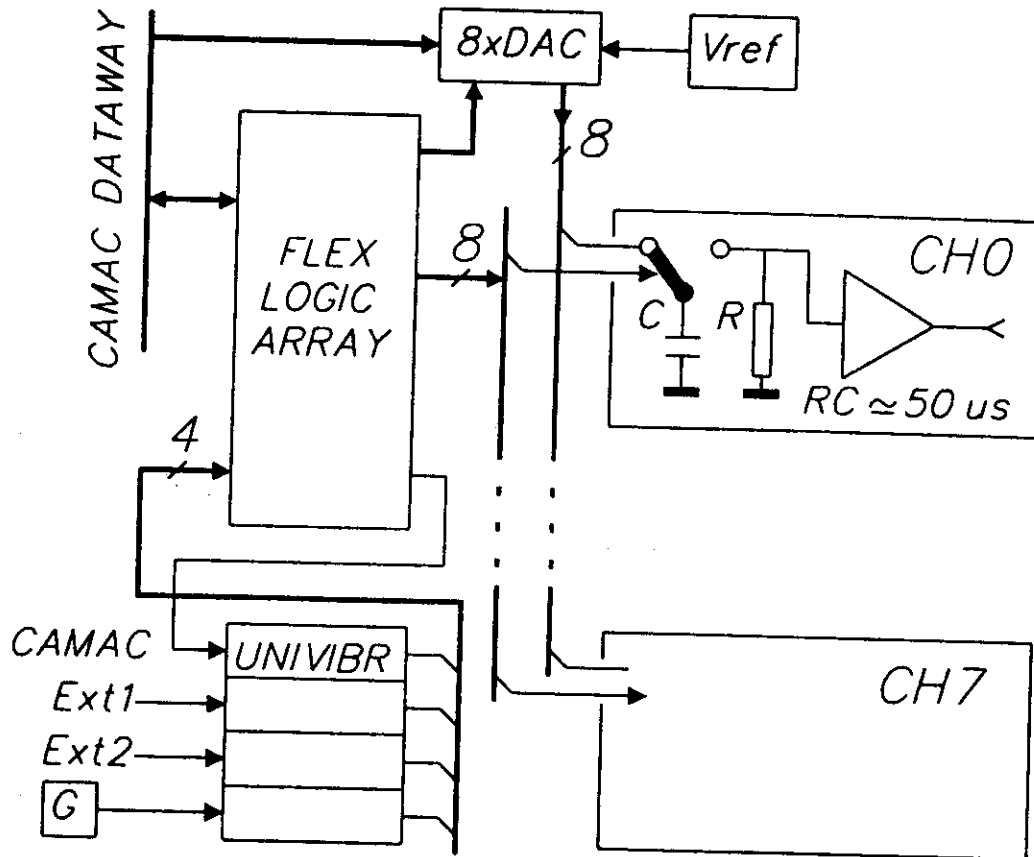 CAMAC DATAWAY
8xDAC
Vref
8
FLEX
LOGIC
ARRAY
8
CH0
C
R
RC≃50 us
4
CAMAC
UNIVIBR
Ext1
Ext2
G
CH7